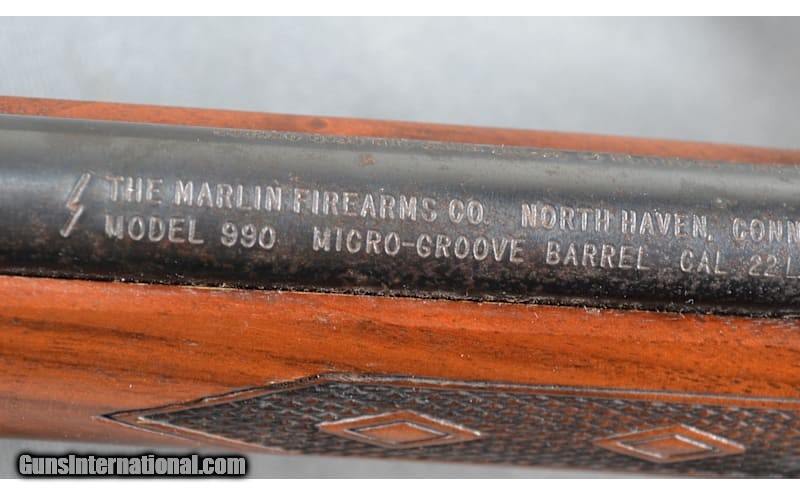 THE MARLIN FIREARMS CO. NORTH HAVEN, CONN
MODEL 990 MICRO-GROOVE BARREL CAL 22 L
GunsInternational.com